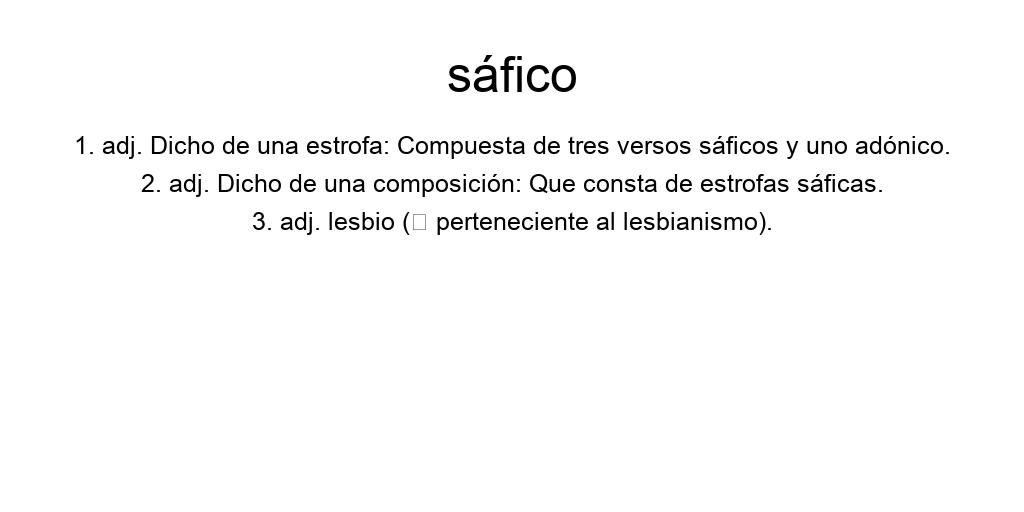 sáfico
1. adj. Dicho de una estrofa: Compuesta de tres versos sáficos y uno adónico.
2. adj. Dicho de una composición: Que consta de estrofas sáficas.
3. adj. lesbio (□ perteneciente al lesbianismo).